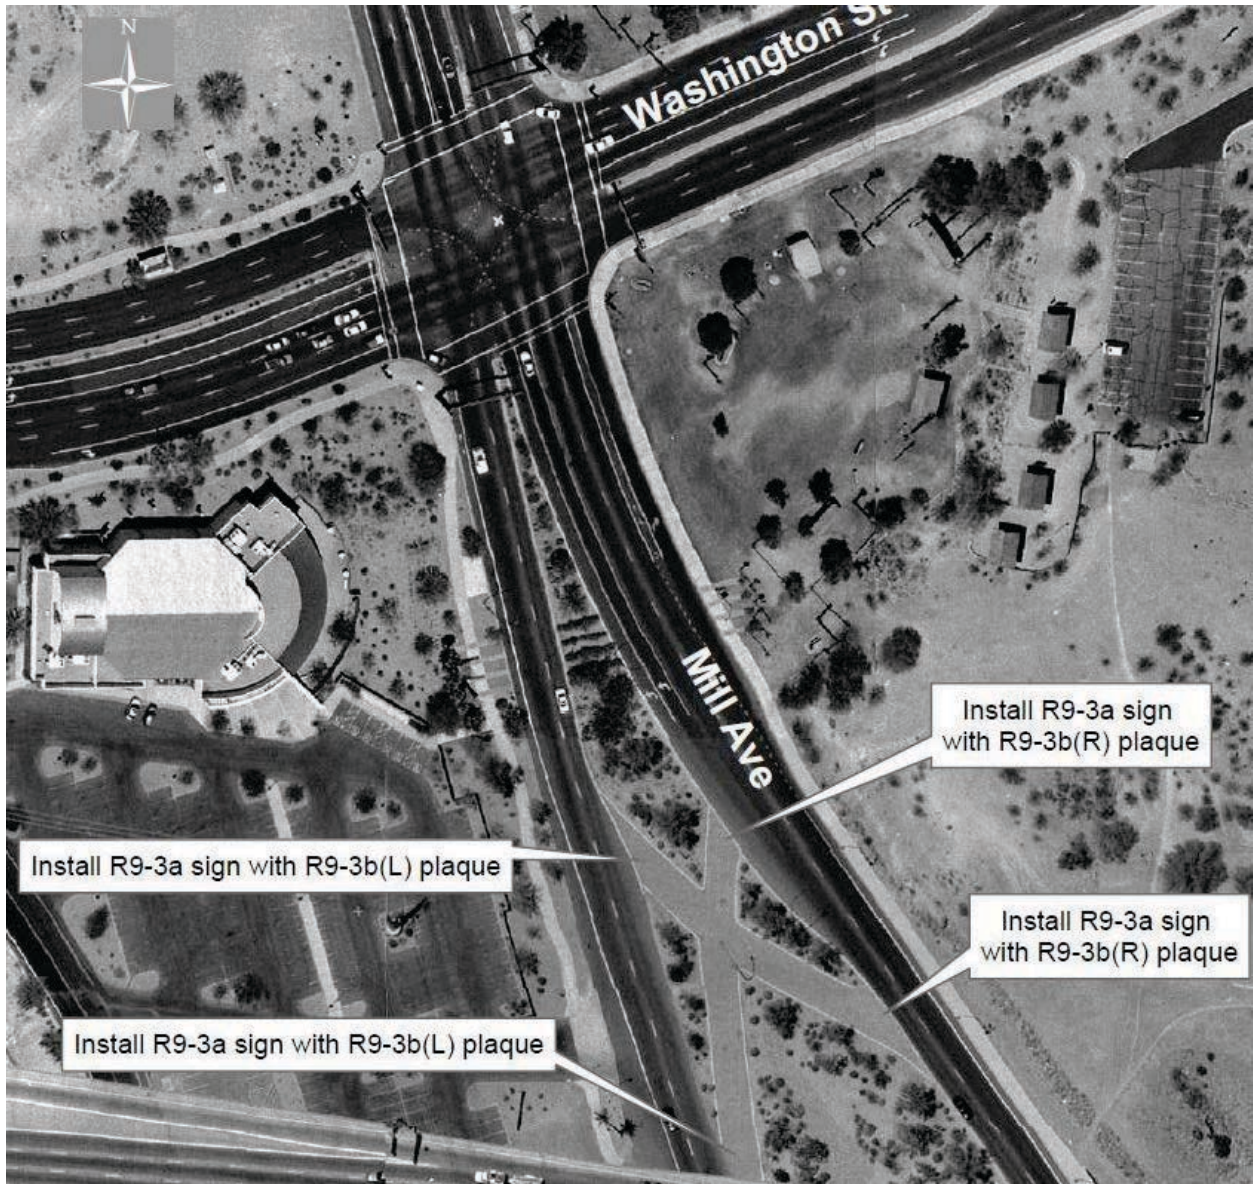 N
Washington St
Mill Ave
Install R9-3a sign
with R9-3b(R) plaque
Install R9-3a sign with R9-3b(L) plaque
Install R9-3a sign
with R9-3b(R) plaque
Install R9-3a sign with R9-3b(L) plaque